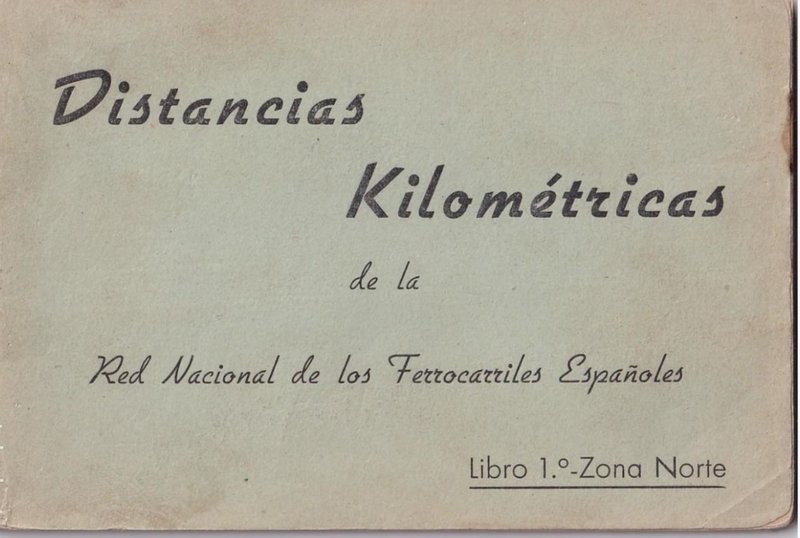 Distancias
Kilométricas
de la
Red Nacional de los Ferrocarriles Españoles
Libro 1.º-Zona Norte